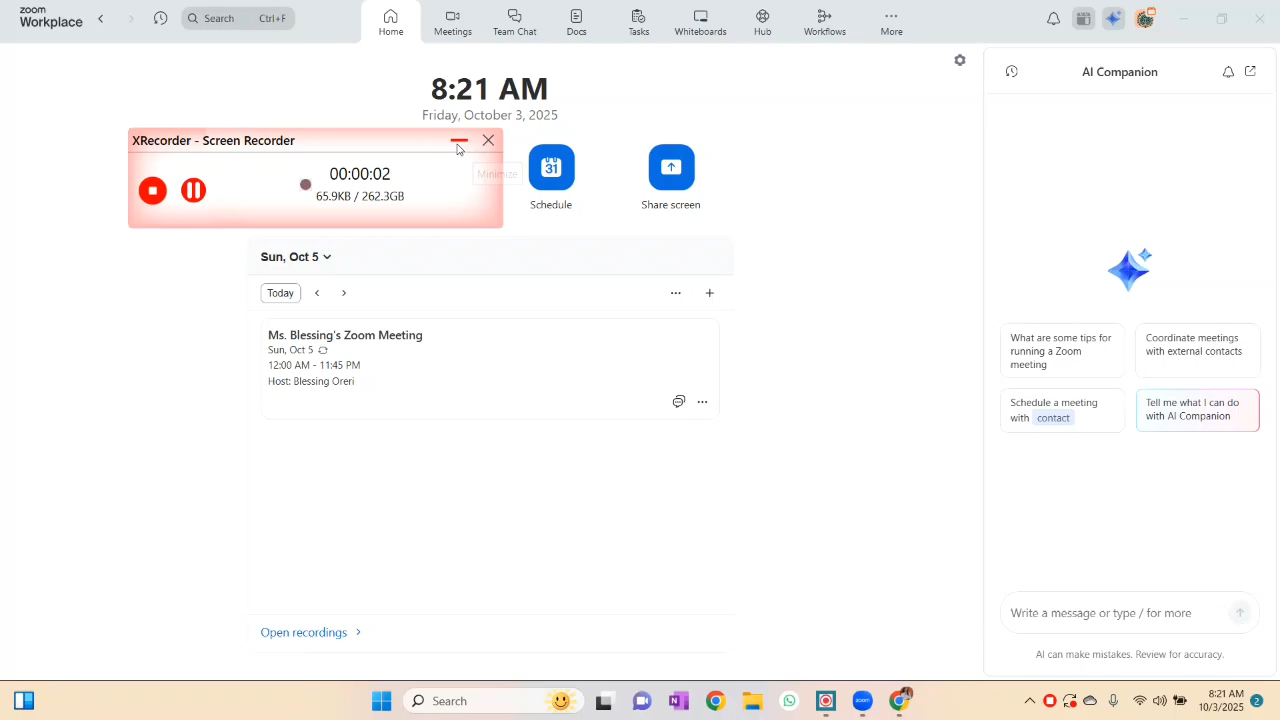 zoom
Workplace
Search
Ctrl+F
Home
Meetings
Team Chat
Docs
Tasks
Whiteboards
Hub
Workflows
More
8:21 AM
Friday, October 3, 2025
XRecorder - Screen Recorder
00:00:02
65.9KB / 262.3GB
Minimize
31
Schedule
Share screen
Sun, Oct 5
Today
Ms. Blessing's Zoom Meeting
Sun, Oct 5
12:00 AM - 11:45 PM
Host: Blessing Oreri
Open recordings
AI Companion
What are some tips for
running a Zoom
meeting
Coordinate meetings
with external contacts
Schedule a meeting
with contact
Tell me what I can do
with AI Companion
Write a message or type / for more
AI can make mistakes. Review for accuracy.
Search
zoom
8:21 AM
10/3/2025
2